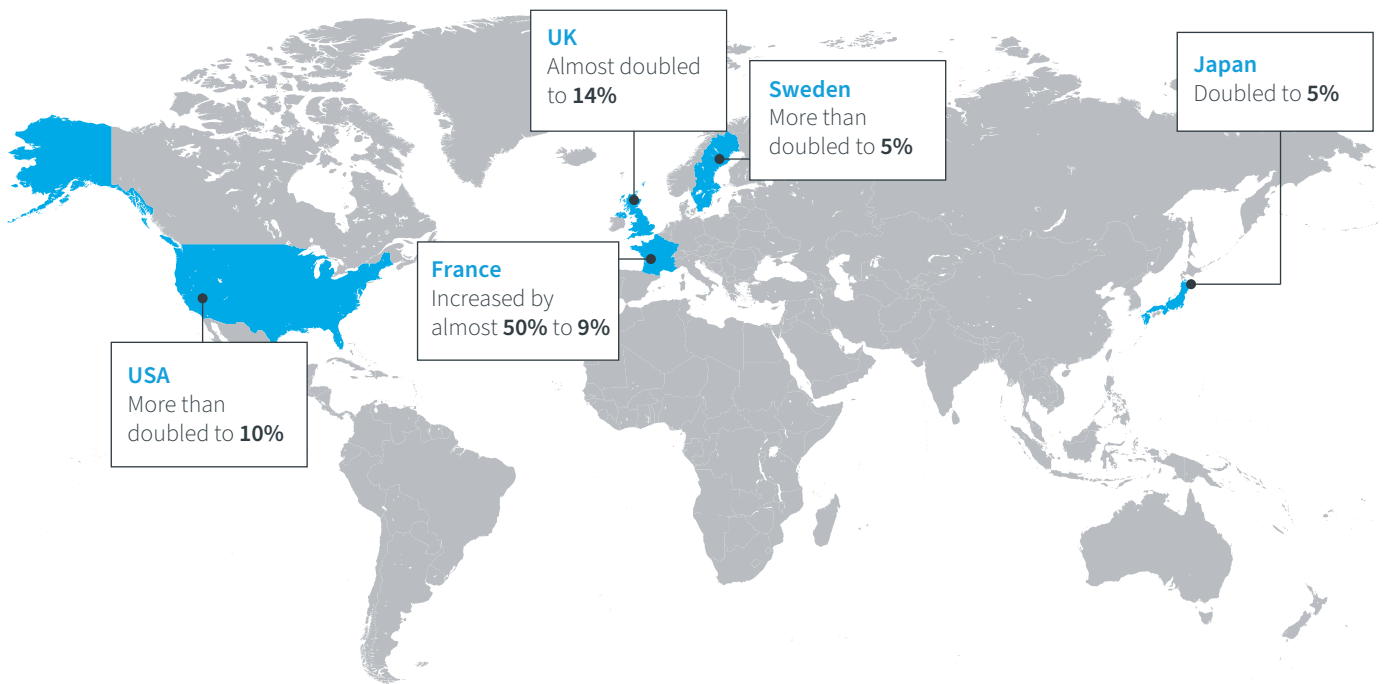 UK
Almost doubled
to 14%
Sweden
More than
doubled to 5%
Japan
Doubled to 5%
France
Increased by
almost 50% to 9%
USA
More than
doubled to 10%